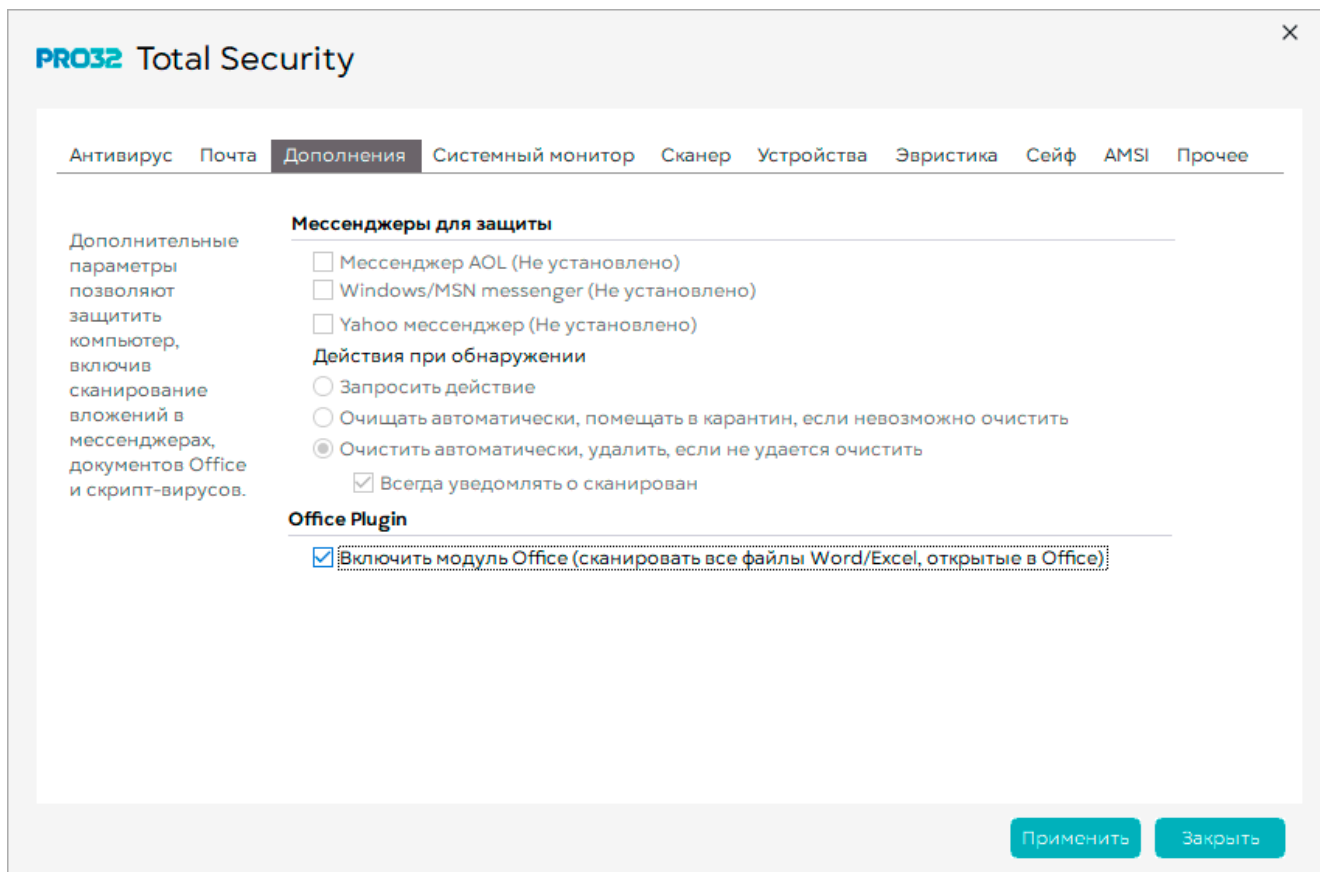 PRO32 Total Security
Антивирус Почта Дополнения Системный монитор Сканер Устройства Эвристика Сейф AMSI Прочее
Дополнительные
параметры
позволяют
защитить
компьютер,
включив
сканирование
вложений в
мессенджерах,
документов Office
и скрипт-вирусов.
Мессенджеры для защиты
Мессенджер AOL (Не установлено)
Windows/MSN messenger (Не установлено)
Yahoo мессенджер (Не установлено)
Действия при обнаружении
Запросить действие
Очищать автоматически, помещать в карантин, если невозможно очистить
Очистить автоматически, удалить, если не удается очистить
Всегда уведомлять о сканирован
Office Plugin
Включить модуль Office (сканировать все файлы Word/Excel, открытые в Office)
Применить Закрыть